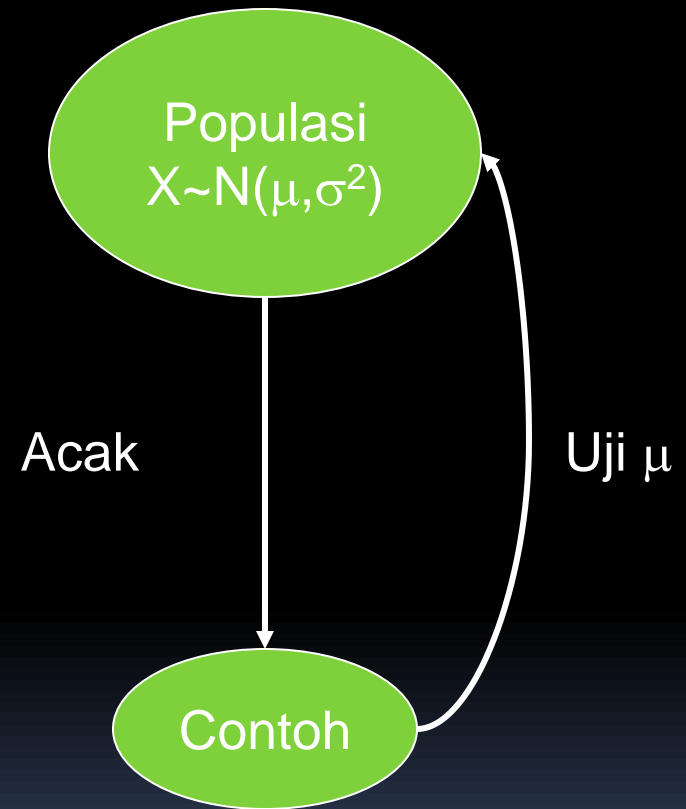 Populasi
X~N(μ,σ²)
Acak
Uji μ
Contoh